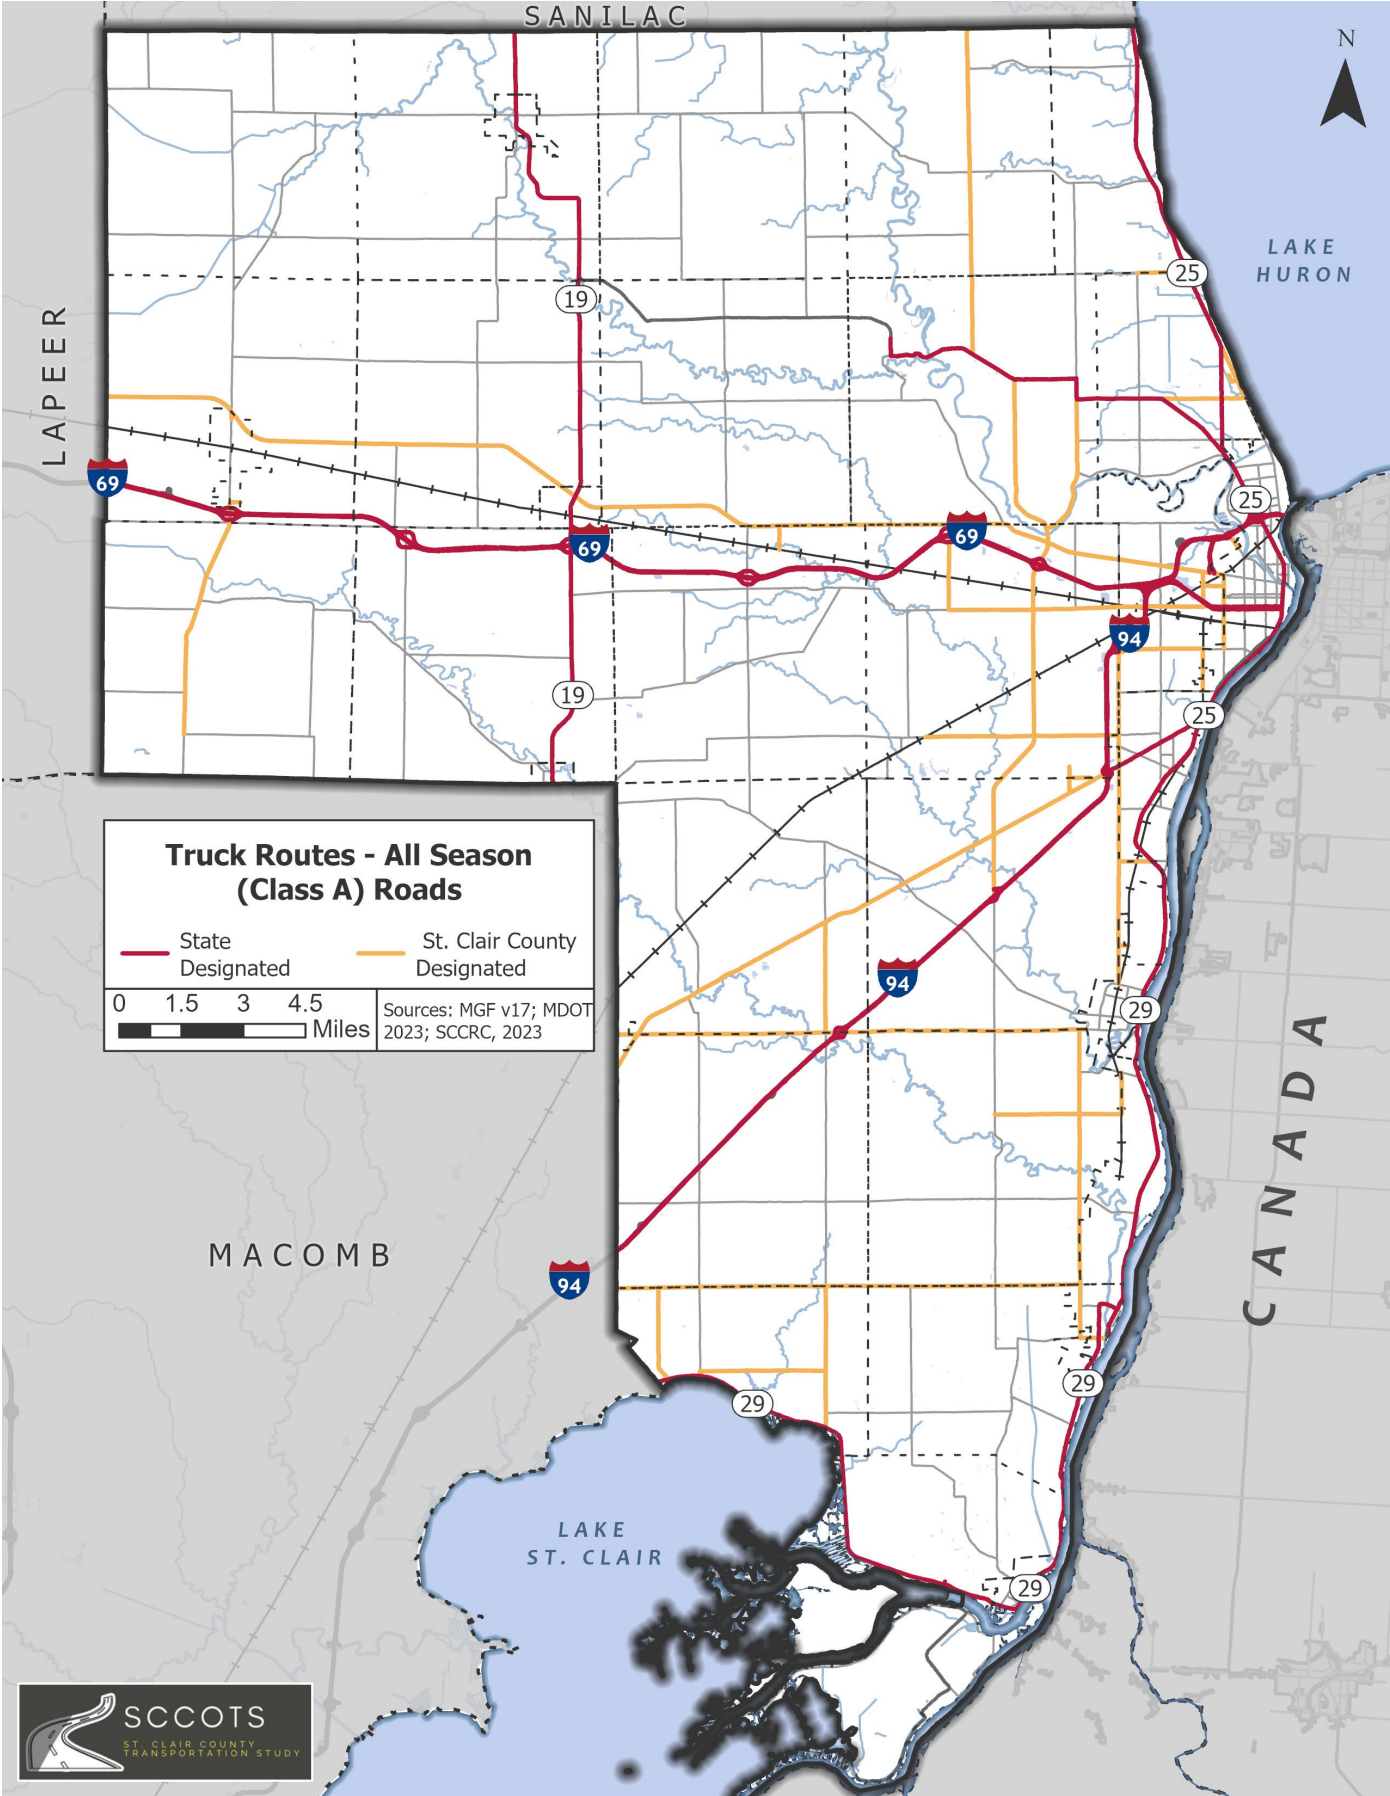 SANILAC
N
LAKE
HURON
25
19
LAPEER
69
25
69
69
94
19
25
Truck Routes - All Season
(Class A) Roads
State
Designated
St. Clair County
Designated
0 1.5 3 4.5
Miles
Sources: MGF v17; MDOT
2023; SCCRC, 2023
94
29
CANADA
MACOMB
94
29
29
LAKE
ST. CLAIR
29
SCCOTS
ST. CLAIR COUNTY
TRANSPORTATION STUDY